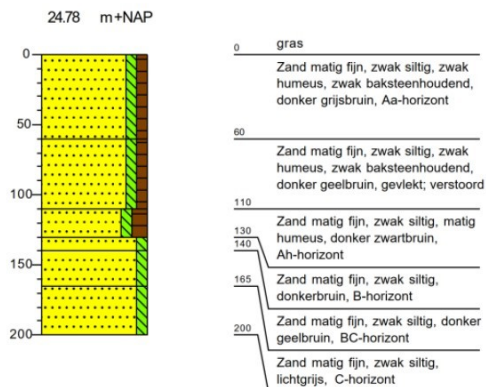 24.78 m+NAP
0
50
100
150
200
0 gras
Zand matig fijn, zwak siltig, zwak
humeus, zwak baksteenhoudend,
donker grijsbruin, Aa-horizont
60
Zand matig fijn, zwak siltig, zwak
humeus, zwak baksteenhoudend,
donker geelbruin, gevlekt; verstoord
110
Zand matig fijn, zwak siltig, matig
humeus, donker zwartbruin,
Ah-horizont
130
Zand matig fijn, zwak siltig,
donkerbruin, B-horizont
140
Zand matig fijn, zwak siltig, donker
geelbruin, BC-horizont
165
Zand matig fijn, zwak siltig,
lichtgrijs, C-horizont
200